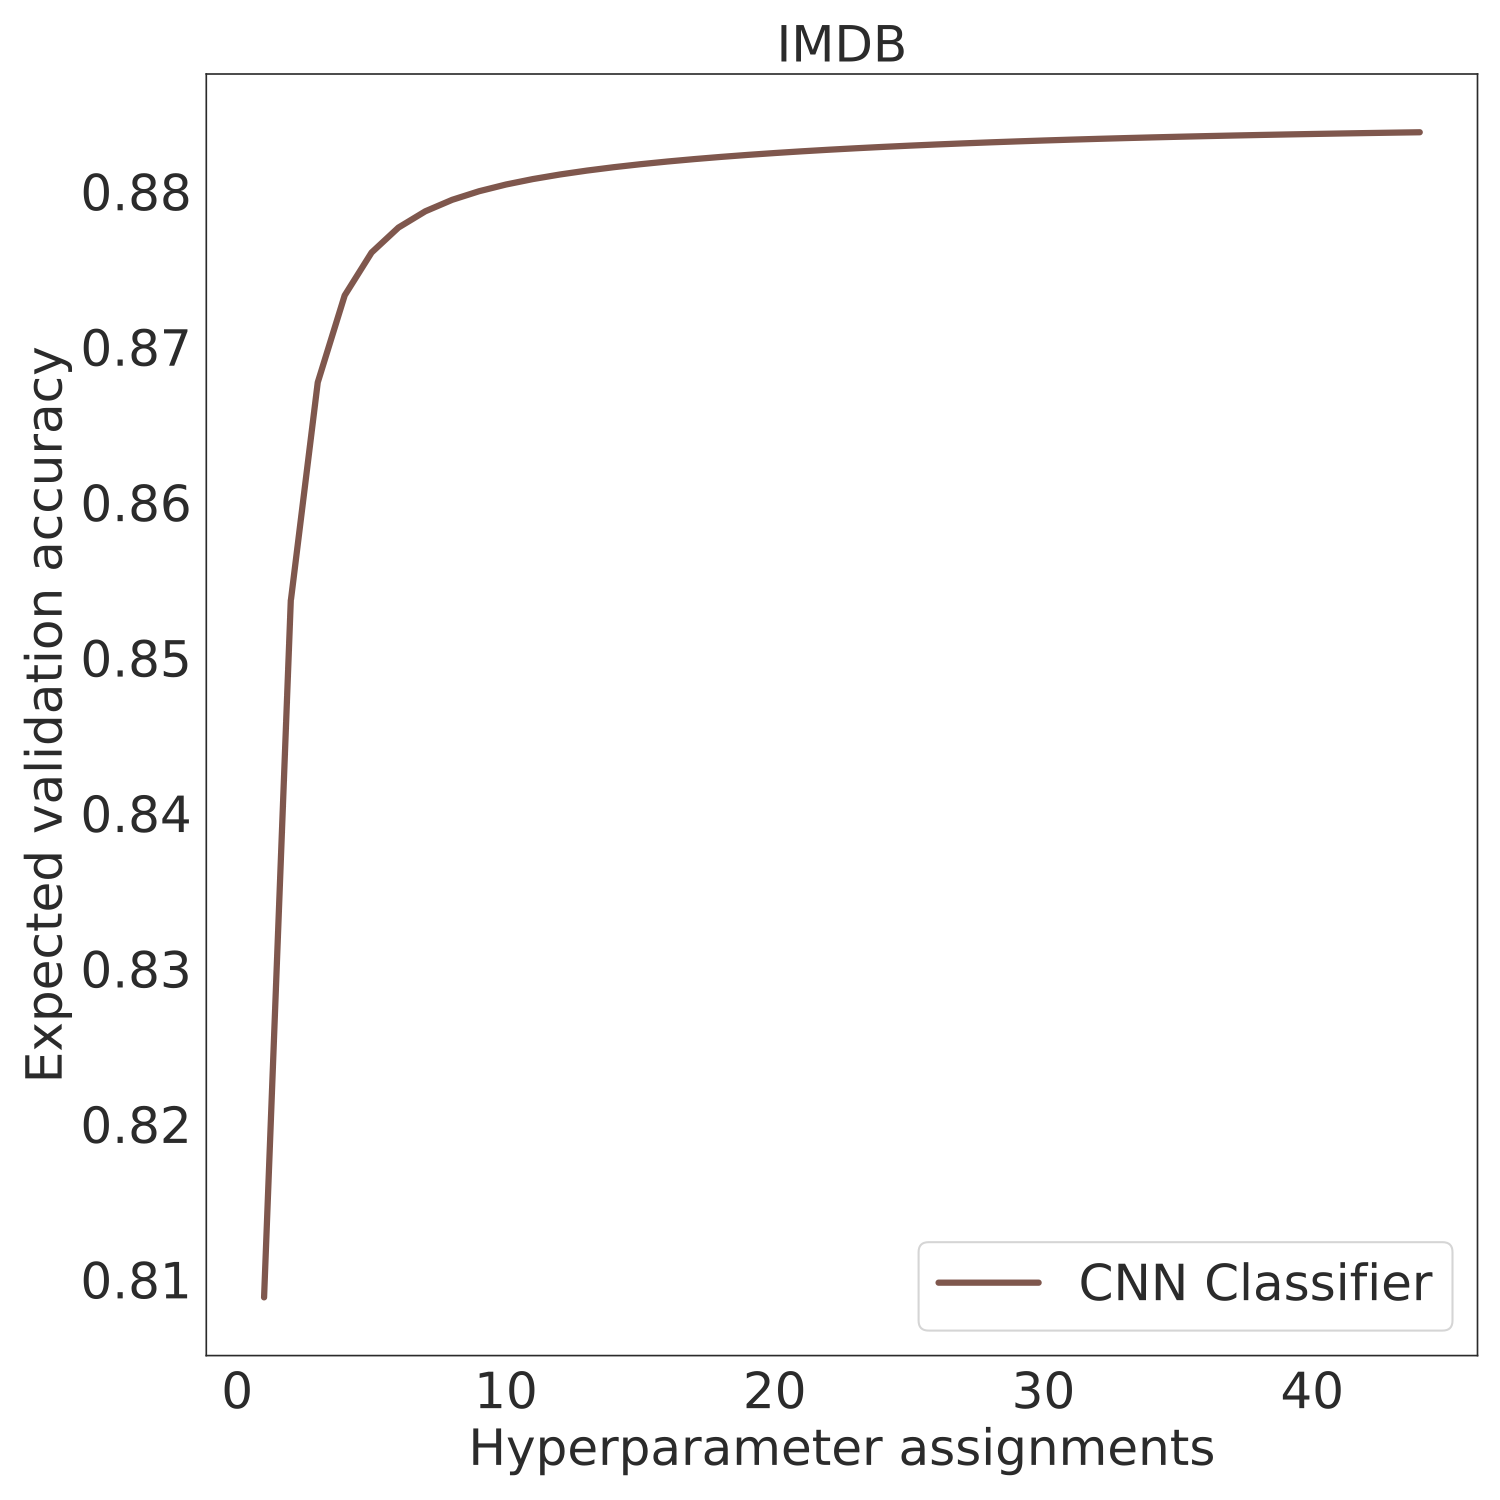 IMDB
Expected validation accuracy
0.88
0.87
0.86
0.85
0.84
0.83
0.82
0.81
CNN Classifier
0 10 20 30 40
Hyperparameter assignments